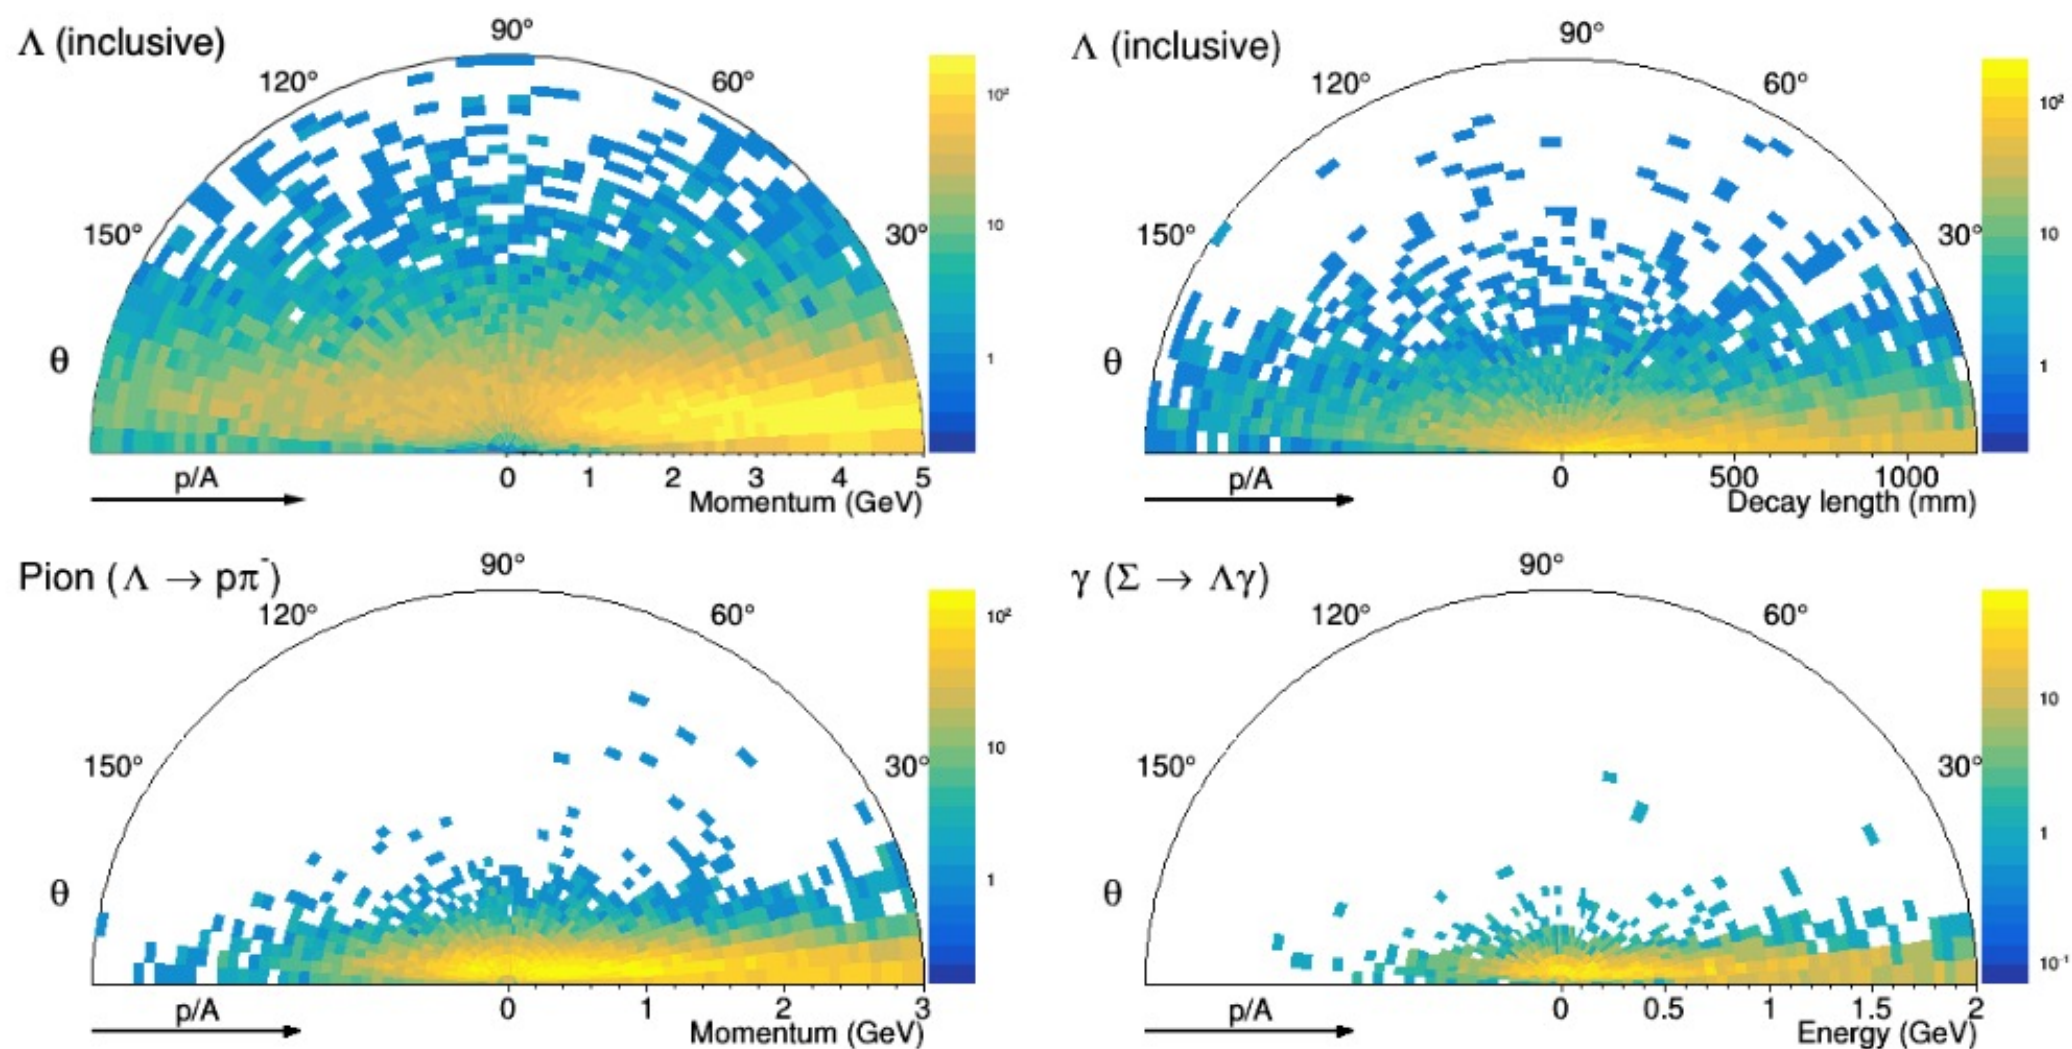 Λ (inclusive)
90°
120°
60°
150°
30°
θ
10²
10
1
p/A
0 1 2 3 4 5
Momentum (GeV)
Λ (inclusive)
90°
120°
60°
150°
30°
θ
10²
10
1
p/A
0 500 1000
Decay length (mm)
Pion (Λ → pπ⁻)
90°
120°
60°
150°
30°
θ
10²
10
1
p/A
0 1 2 3
Momentum (GeV)
γ (Σ → Λγ)
90°
120°
60°
150°
30°
θ
10
1
10⁻¹
p/A
0 0.5 1 1.5 2
Energy (GeV)